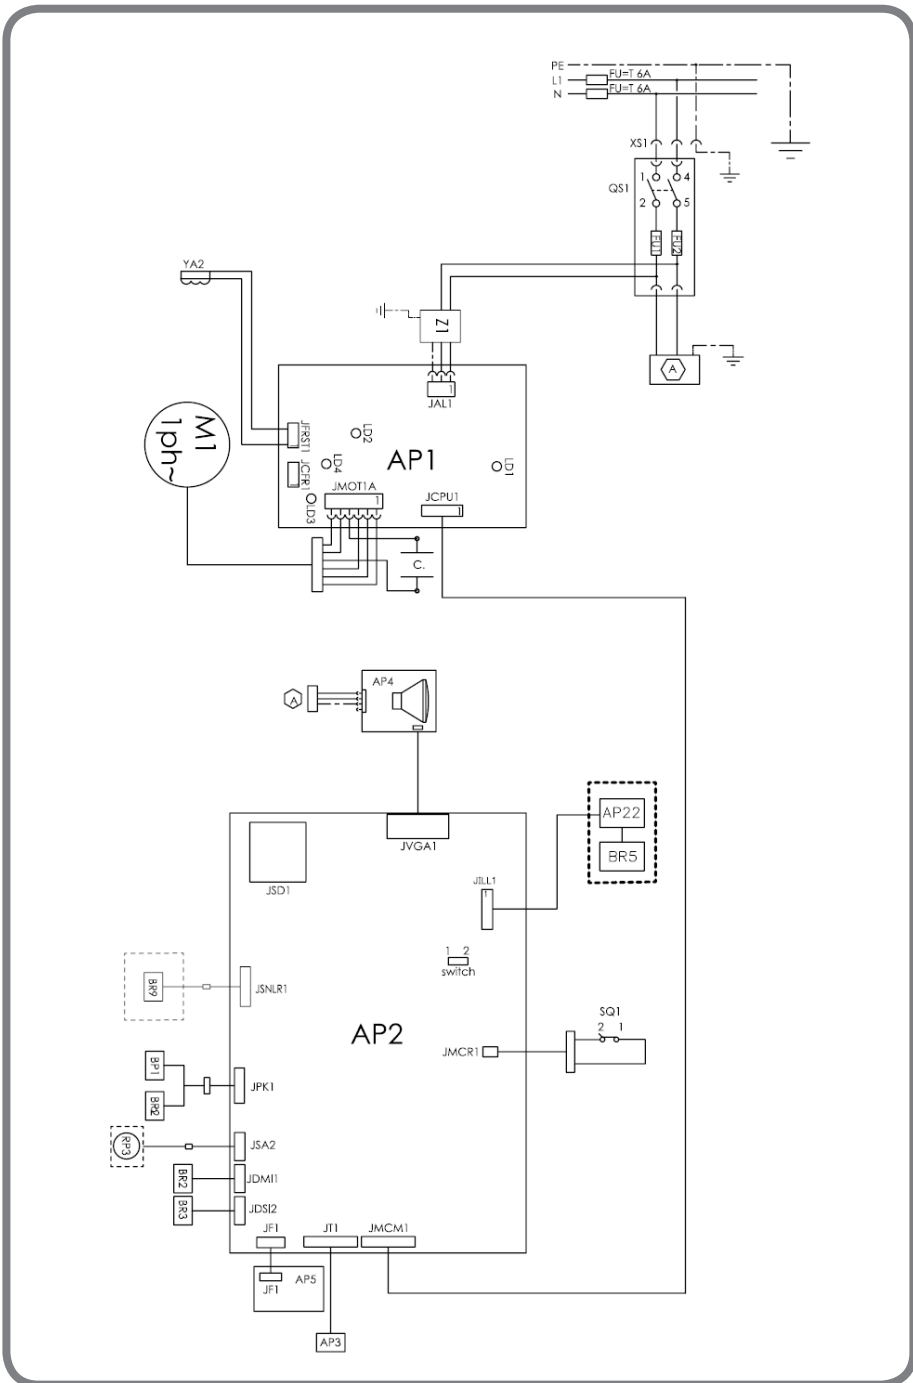 PE
L1 FU=T 6A
N FU=T 6A
XS1
QS1
1 4
2 5
FU1 FU2
YA2
Z1
A
1
JAL1
M1
1ph~
JFRST1
LD2
AP1
LD4
LD1
JCFR1
JMOT1A
1
LD3
JCPU1
1
C.
AP4
A
AP22
BR5
JVGA1
JSD1
JILL1
1
1 2
switch
BR9
JSNLR1
SQ1
2 1
AP2
JMCR1
BP1
JPK1
BR2
RP3
JSA2
BR2
JDMI1
BR3
JDSI2
JF1 JT1 JMCM1
JF1
AP5
AP3